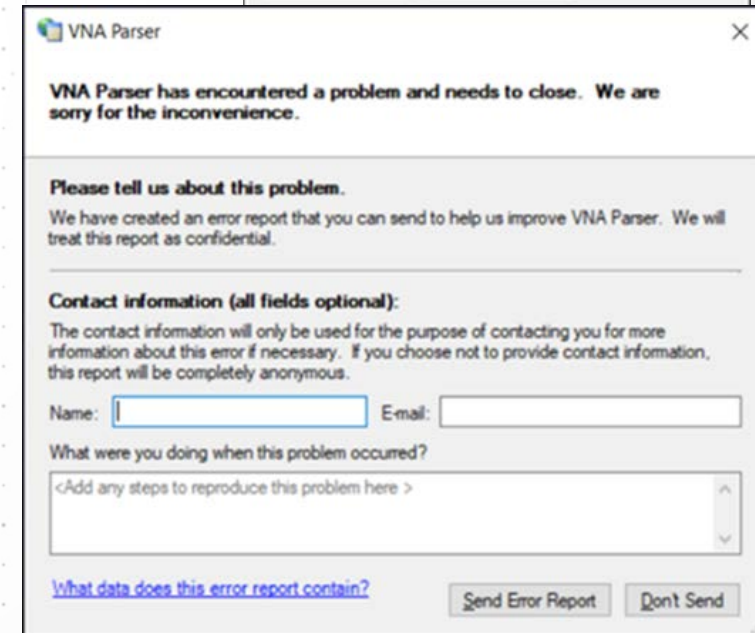 VNA Parser
VNA Parser has encountered a problem and needs to close. We are
sorry for the inconvenience.
Please tell us about this problem.
We have created an error report that you can send to help us improve VNA Parser. We will
treat this report as confidential.
Contact information (all fields optional):
The contact information will only be used for the purpose of contacting you for more
information about this error if necessary. If you choose not to provide contact information,
this report will be completely anonymous.
Name: E-mail:
What were you doing when this problem occurred?
<Add any steps to reproduce this problem here >
What data does this error report contain? Send Error Report Don't Send